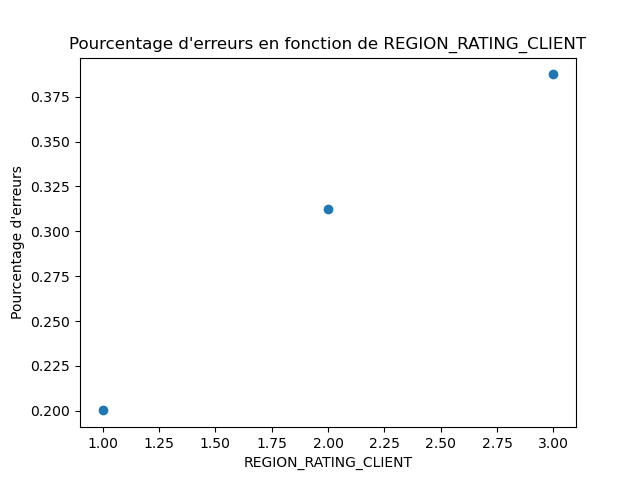 Pourcentage d'erreurs en fonction de REGION_RATING_CLIENT
Pourcentage d'erreurs
0.375
0.350
0.325
0.300
0.275
0.250
0.225
0.200
1.00 1.25 1.50 1.75 2.00 2.25 2.50 2.75 3.00
REGION_RATING_CLIENT